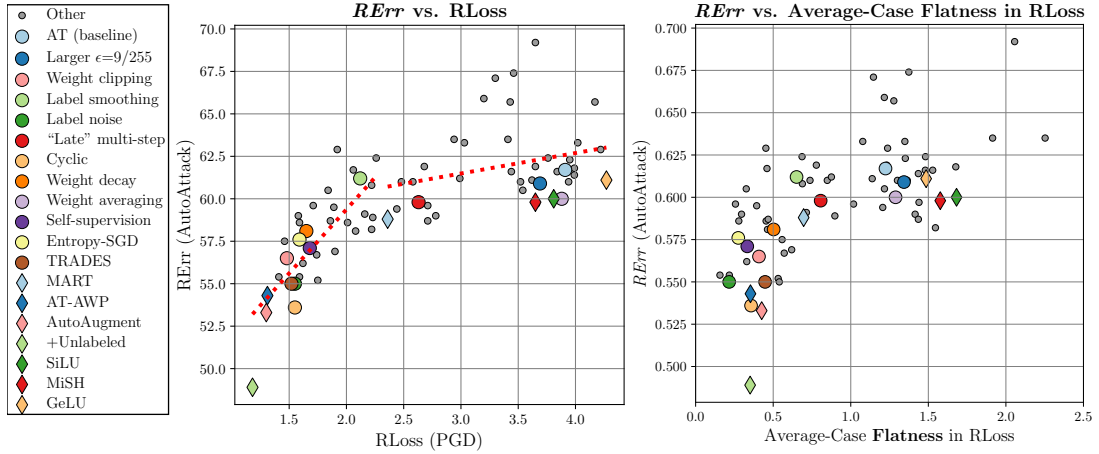 Other
AT (baseline)
Larger ϵ=9/255
Weight clipping
Label smoothing
Label noise
“Late” multi-step
Cyclic
Weight decay
Weight averaging
Self-supervision
Entropy-SGD
TRADES
MART
AT-AWP
AutoAugment
+Unlabeled
SiLU
MiSH
GeLU
RErr vs. RLoss
70.0
67.5
65.0
62.5
60.0
57.5
55.0
52.5
50.0
RErr (AutoAttack)
1.5 2.0 2.5 3.0 3.5 4.0
RLoss (PGD)
RErr vs. Average-Case Flatness in RLoss
0.700
0.675
0.650
0.625
0.600
0.575
0.550
0.525
0.500
RErr (AutoAttack)
0.0 0.5 1.0 1.5 2.0 2.5
Average-Case Flatness in RLoss